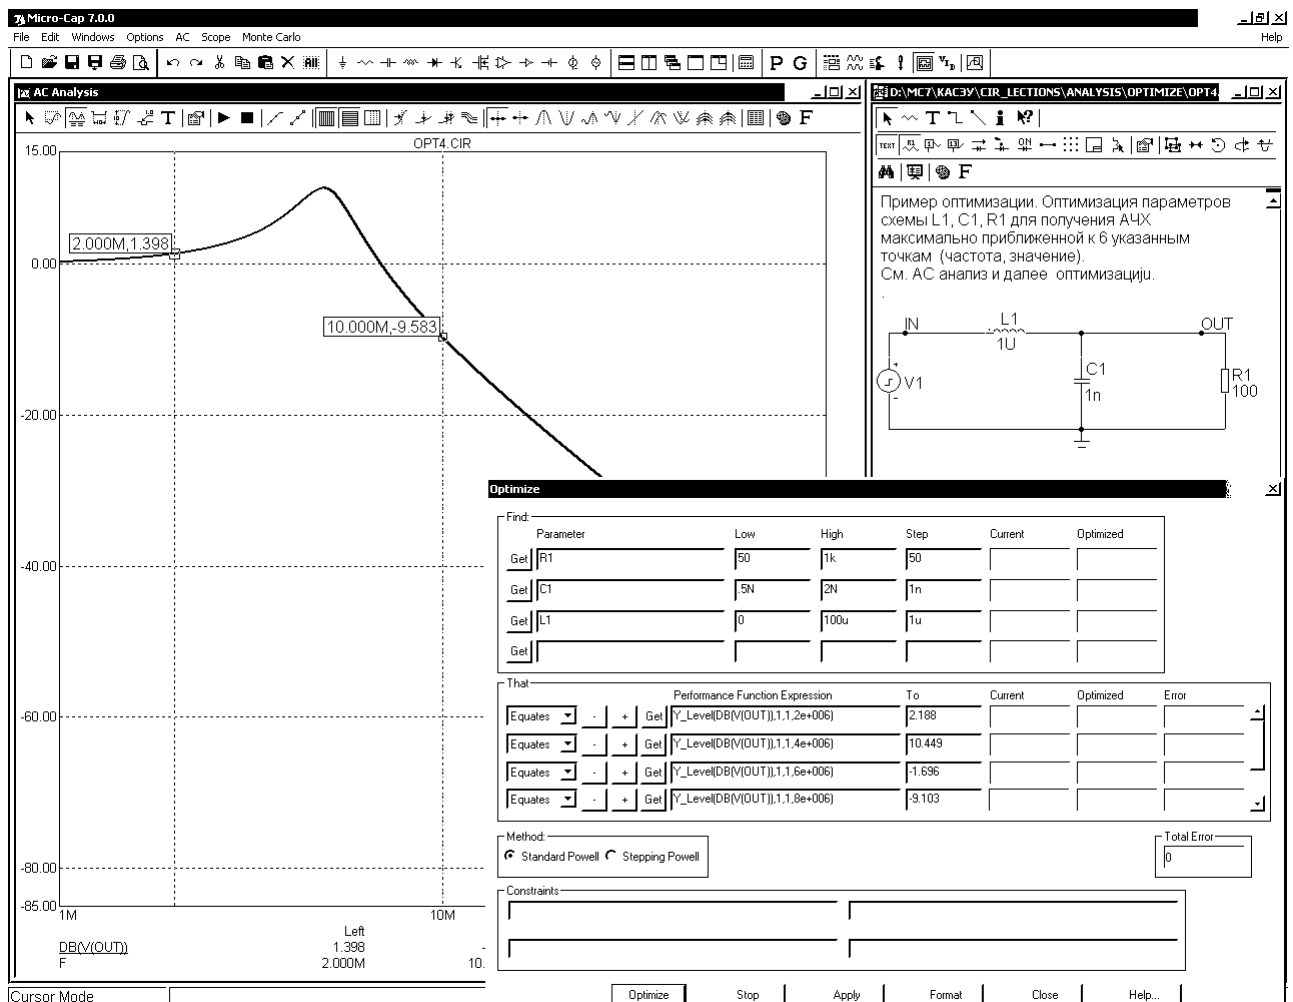 Micro-Cap 7.0.0
File Edit Windows Options AC Scope Monte Carlo
Help
P G
AC Analysis
T
F
OPT4.CIR
15.00
2.000M,1.398
0.00
10.000M,-9.583
-20.00
-40.00
-60.00
-80.00
-85.00
1M
10M
Left
DB(V(OUT)) 1.398 -
F 2.000M 10.
Cursor Mode
D:\MC7\КАСЭУ\CIR_LECTIONS\ANALYSIS\OPTIMIZE\OPT4.
T
TEXT
F
Пример оптимизации. Оптимизация параметров
схемы L1, C1, R1 для получения АЧХ
максимально приближенной к 6 указанным
точкам (частота, значение).
См. АС анализ и далее оптимизацiju.
.
IN
L1
1U
OUT
V1
C1
1n
R1
100
Optimize
Find:
Parameter Low High Step Current Optimized
Get R1 50 1k 50
Get C1 .5N 2N 1n
Get L1 0 100u 1u
Get
That
Performance Function Expression To Current Optimized Error
Equates - + Get Y_Level(DB(V(OUT)),1,1,2e+006) 2.188
Equates - + Get Y_Level(DB(V(OUT)),1,1,4e+006) 10.449
Equates - + Get Y_Level(DB(V(OUT)),1,1,6e+006) -1.696
Equates - + Get Y_Level(DB(V(OUT)),1,1,8e+006) -9.103
Method:
Standard Powell Stepping Powell
Total Error
0
Constraints
Optimize Stop Apply Format Close Help...